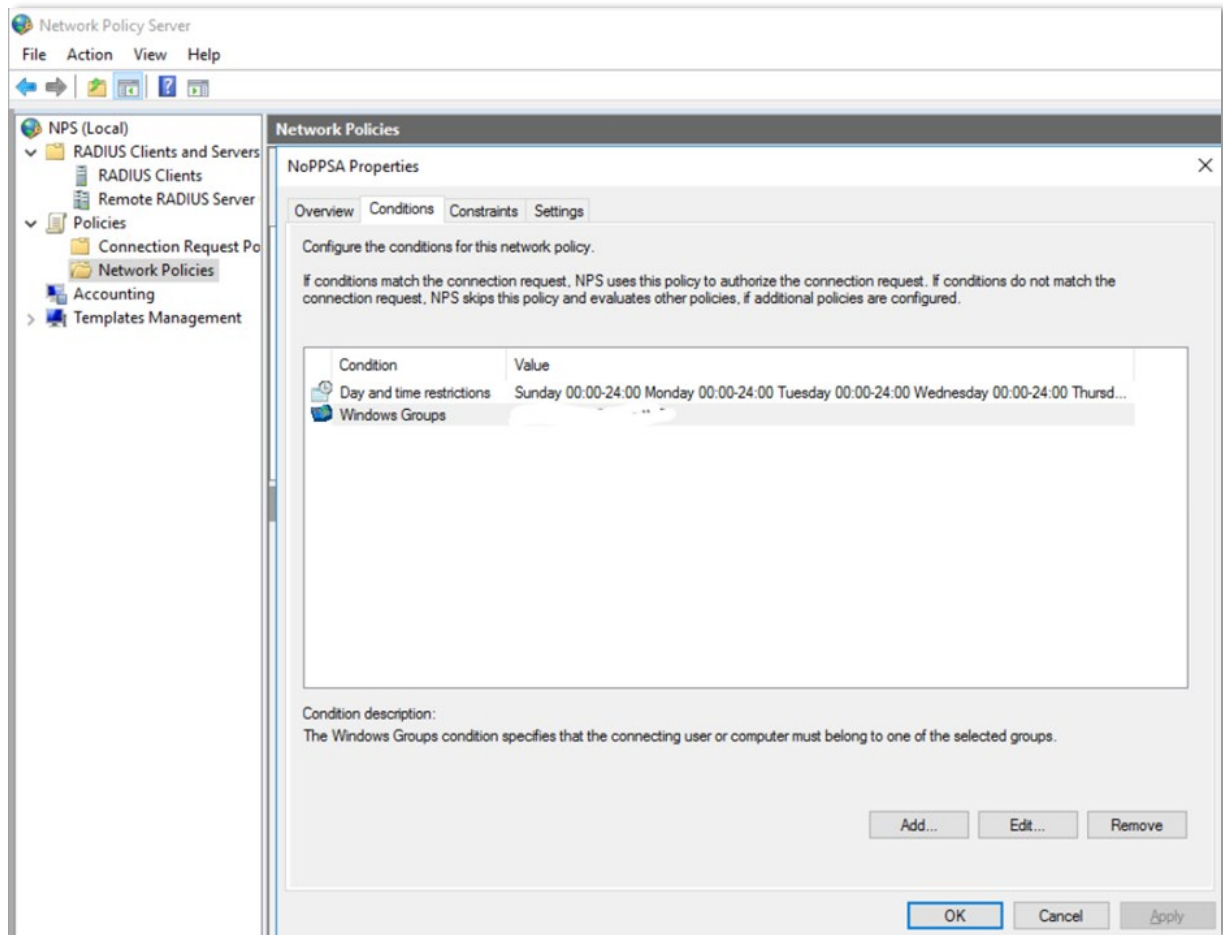 Network Policy Server
File Action View Help
NPS (Local)
RADIUS Clients and Servers
RADIUS Clients
Remote RADIUS Server
Policies
Connection Request Po
Network Policies
Accounting
Templates Management
Network Policies
NoPPSA Properties
Overview Conditions Constraints Settings
Configure the conditions for this network policy.
If conditions match the connection request, NPS uses this policy to authorize the connection request. If conditions do not match the
connection request, NPS skips this policy and evaluates other policies, if additional policies are configured.
Condition Value
Day and time restrictions Sunday 00:00-24:00 Monday 00:00-24:00 Tuesday 00:00-24:00 Wednesday 00:00-24:00 Thursd...
Windows Groups
Condition description:
The Windows Groups condition specifies that the connecting user or computer must belong to one of the selected groups.
Add... Edit... Remove
OK Cancel Apply